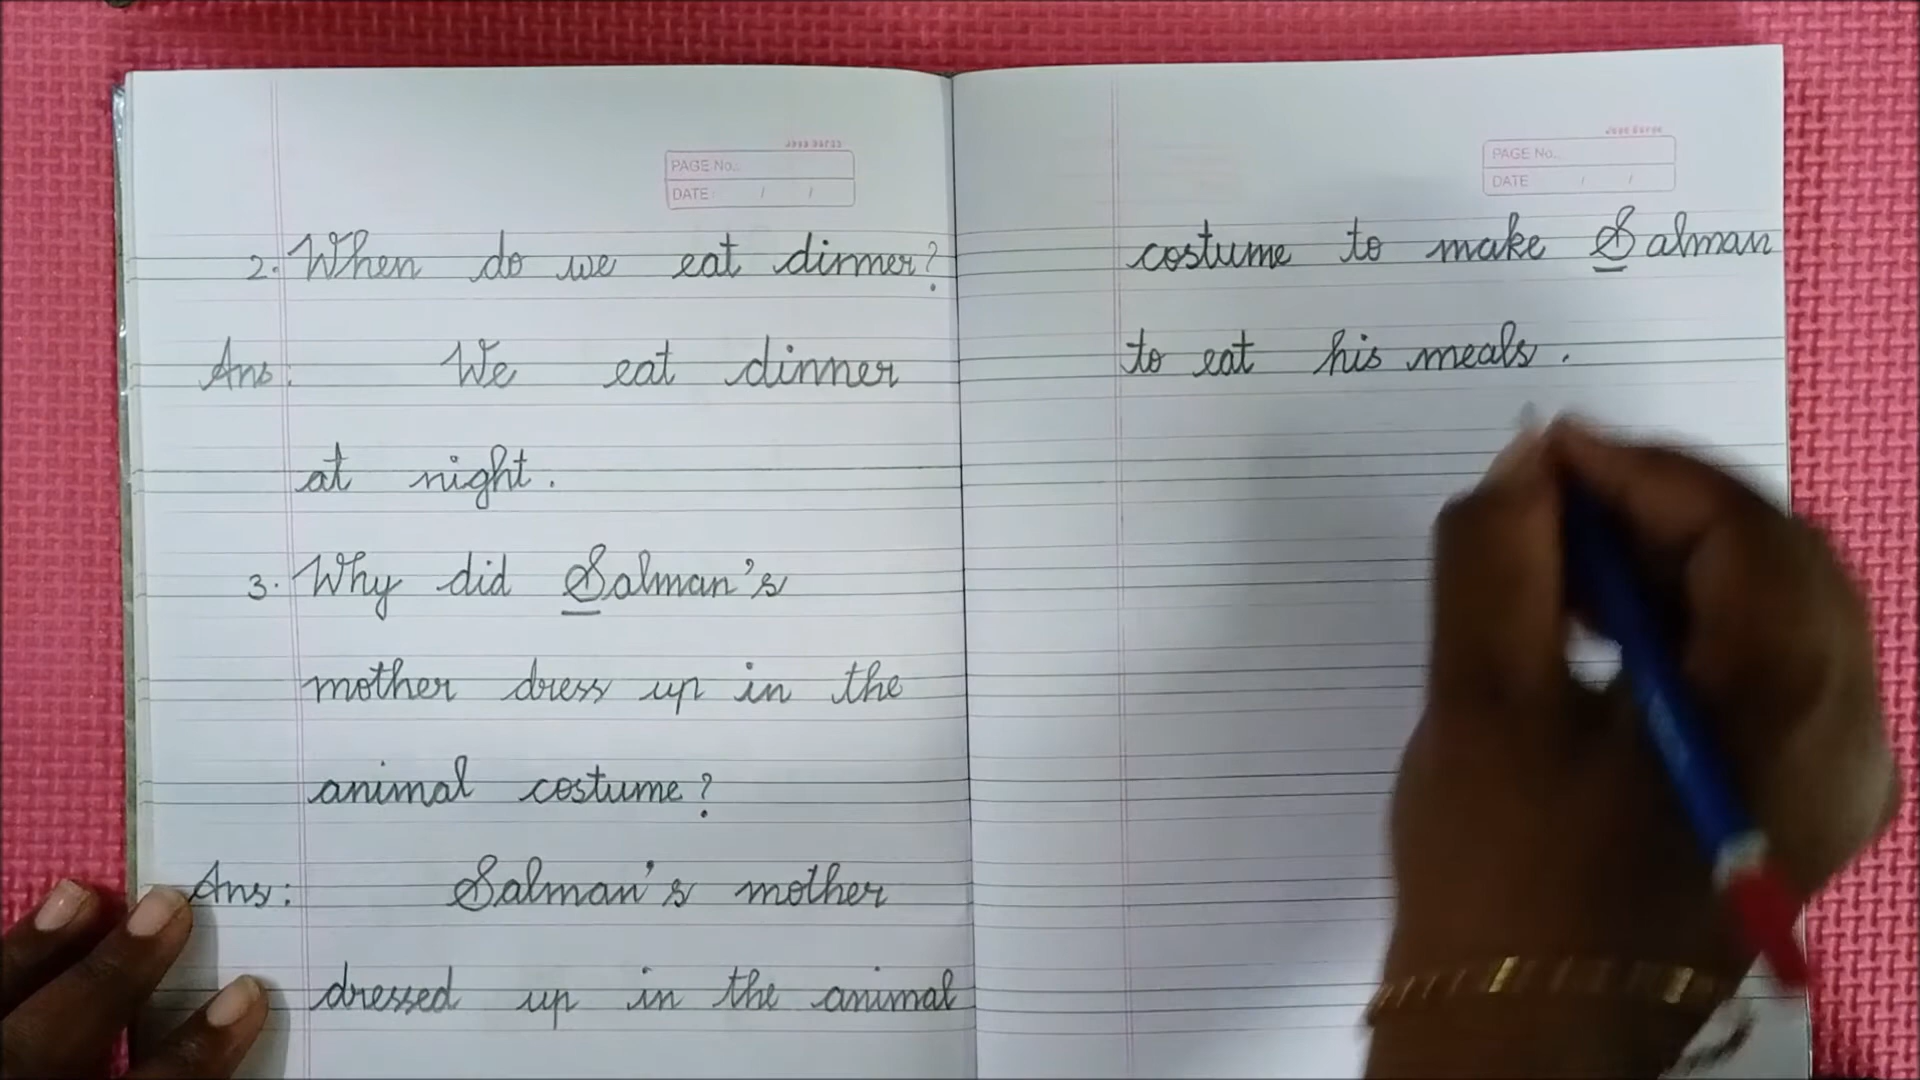 PAGE No.:
DATE: / /
2. When do we eat dinner?
Ans: We eat dinner
at night.
3. Why did Salman's
mother dress up in the
animal costume?
Ans: Salman's mother
dressed up in the animal
PAGE No.:
DATE / /
costume to make Salman
to eat his meals.